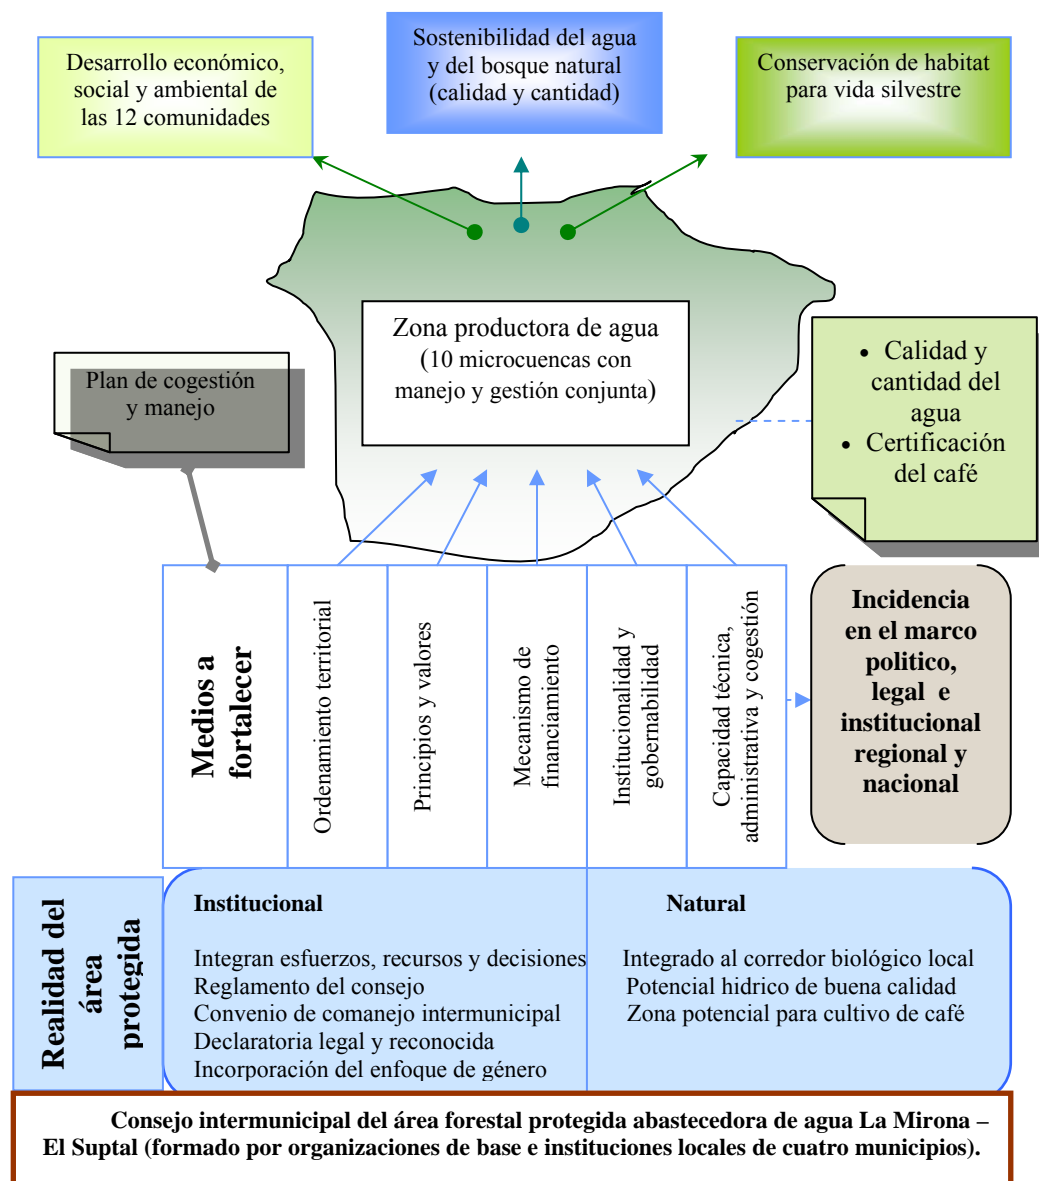 Desarrollo económico,
social y ambiental de
las 12 comunidades
Sostenibilidad del agua
y del bosque natural
(calidad y cantidad)
Conservación de habitat
para vida silvestre
Zona productora de agua
(10 microcuencas con
manejo y gestión conjunta)
Plan de cogestión
y manejo
• Calidad y
cantidad del
agua
• Certificación
del café
Medios a
fortalecer
Ordenamiento territorial
Principios y valores
Mecanismo de
financiamiento
Institucionalidad y
gobernabilidad
Capacidad técnica,
administrativa y cogestión
Incidencia
en el marco
politico,
legal e
institucional
regional y
nacional
Realidad del
área
protegida
Institucional
Integran esfuerzos, recursos y decisiones
Reglamento del consejo
Convenio de comanejo intermunicipal
Declaratoria legal y reconocida
Incorporación del enfoque de género
Natural
Integrado al corredor biológico local
Potencial hidrico de buena calidad
Zona potencial para cultivo de café
Consejo intermunicipal del área forestal protegida abastecedora de agua La Mirona –
El Suptal (formado por organizaciones de base e instituciones locales de cuatro municipios).